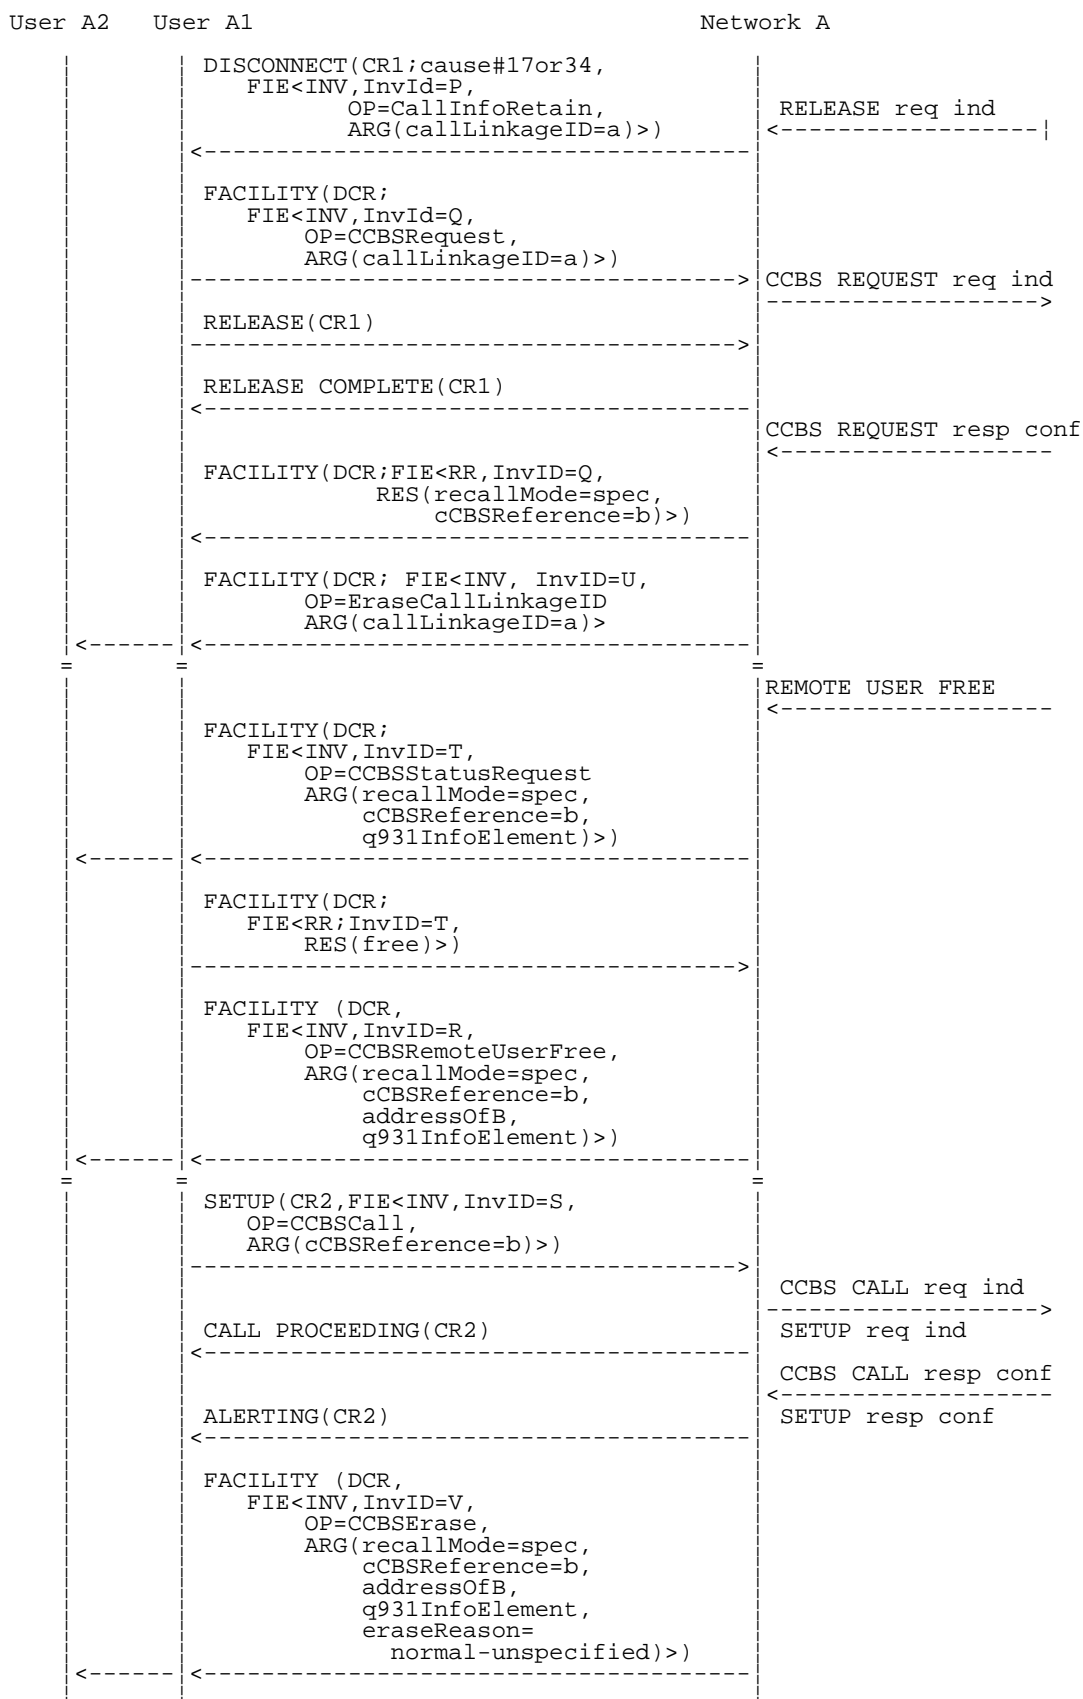 User A2 User A1 Network A
DISCONNECT(CR1;cause#17or34,
FIE<INV,InvId=P,
OP=CallInfoRetain, RELEASE req ind
ARG(callLinkageID=a)>)
FACILITY(DCR;
FIE<INV,InvId=Q,
OP=CCBSRequest,
ARG(callLinkageID=a)>)
CCBS REQUEST req ind
RELEASE(CR1)
RELEASE COMPLETE(CR1)
CCBS REQUEST resp conf
FACILITY(DCR;FIE<RR,InvID=Q,
RES(recallMode=spec,
cCBSReference=b)>)
FACILITY(DCR; FIE<INV, InvID=U,
OP=EraseCallLinkageID
ARG(callLinkageID=a)>
REMOTE USER FREE
FACILITY(DCR;
FIE<INV,InvID=T,
OP=CCBSStatusRequest
ARG(recallMode=spec,
cCBSReference=b,
q931InfoElement)>)
FACILITY(DCR;
FIE<RR;InvID=T,
RES(free)>)
FACILITY (DCR,
FIE<INV,InvID=R,
OP=CCBSRemoteUserFree,
ARG(recallMode=spec,
cCBSReference=b,
addressOfB,
q931InfoElement)>)
SETUP(CR2,FIE<INV,InvID=S,
OP=CCBSCall,
ARG(cCBSReference=b)>)
CCBS CALL req ind
CALL PROCEEDING(CR2) SETUP req ind
CCBS CALL resp conf
ALERTING(CR2) SETUP resp conf
FACILITY (DCR,
FIE<INV,InvID=V,
OP=CCBSErase,
ARG(recallMode=spec,
cCBSReference=b,
addressOfB,
q931InfoElement,
eraseReason=
normal-unspecified)>)